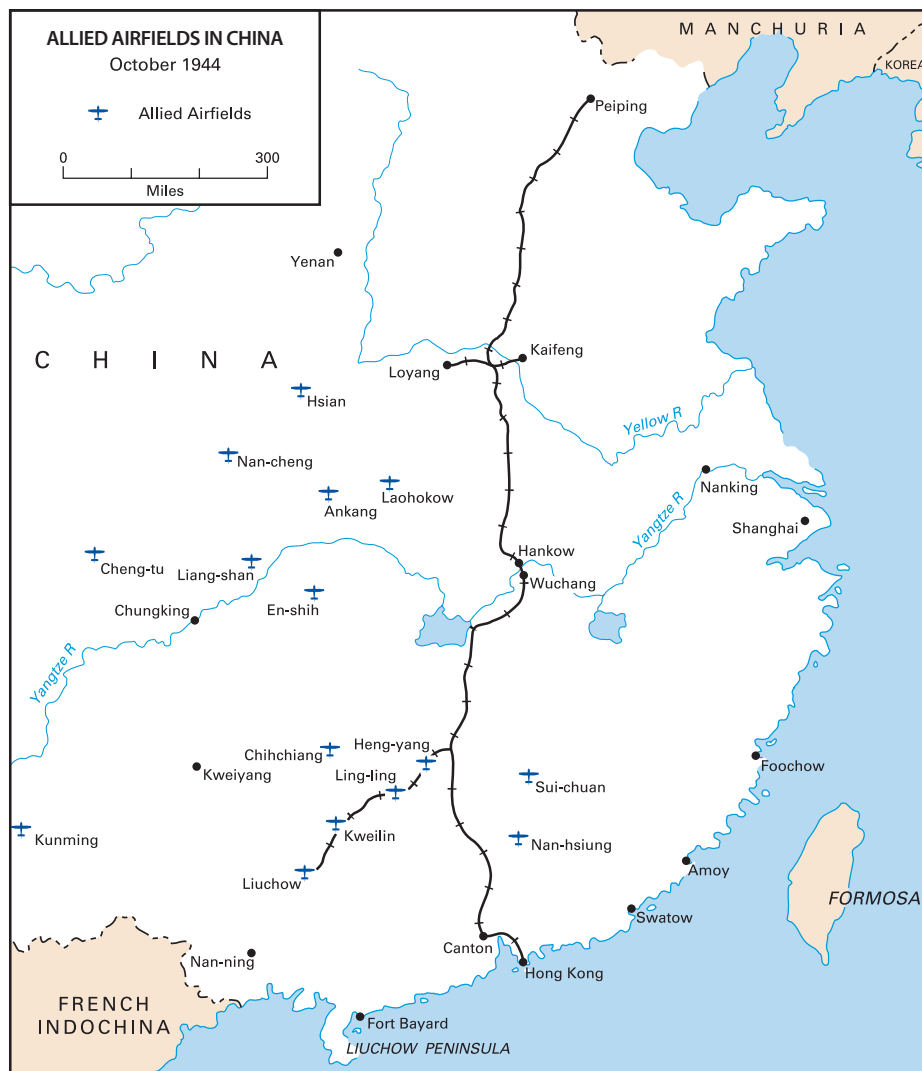 ALLIED AIRFIELDS IN CHINA
October 1944
Allied Airfields
0 300
Miles
MANCHURIA
KOREA
Peiping
Yenan
CHINA
Kaifeng
Loyang
Hsian
Yellow R
Nan-cheng
Laohokow
Ankang
Nanking
Yangtze R
Shanghai
Hankow
Cheng-tu
Liang-shan
Wuchang
En-shih
Chungking
Yangtze R
Heng-yang
Chihchiang
Foochow
Kweiyang
Ling-ling
Sui-chuan
Kunming
Kweilin
Nan-hsiung
Amoy
Liuchow
FORMOSA
Swatow
Canton
Nan-ning
Hong Kong
FRENCH
INDOCHINA
Fort Bayard
LIUCHOW PENINSULA